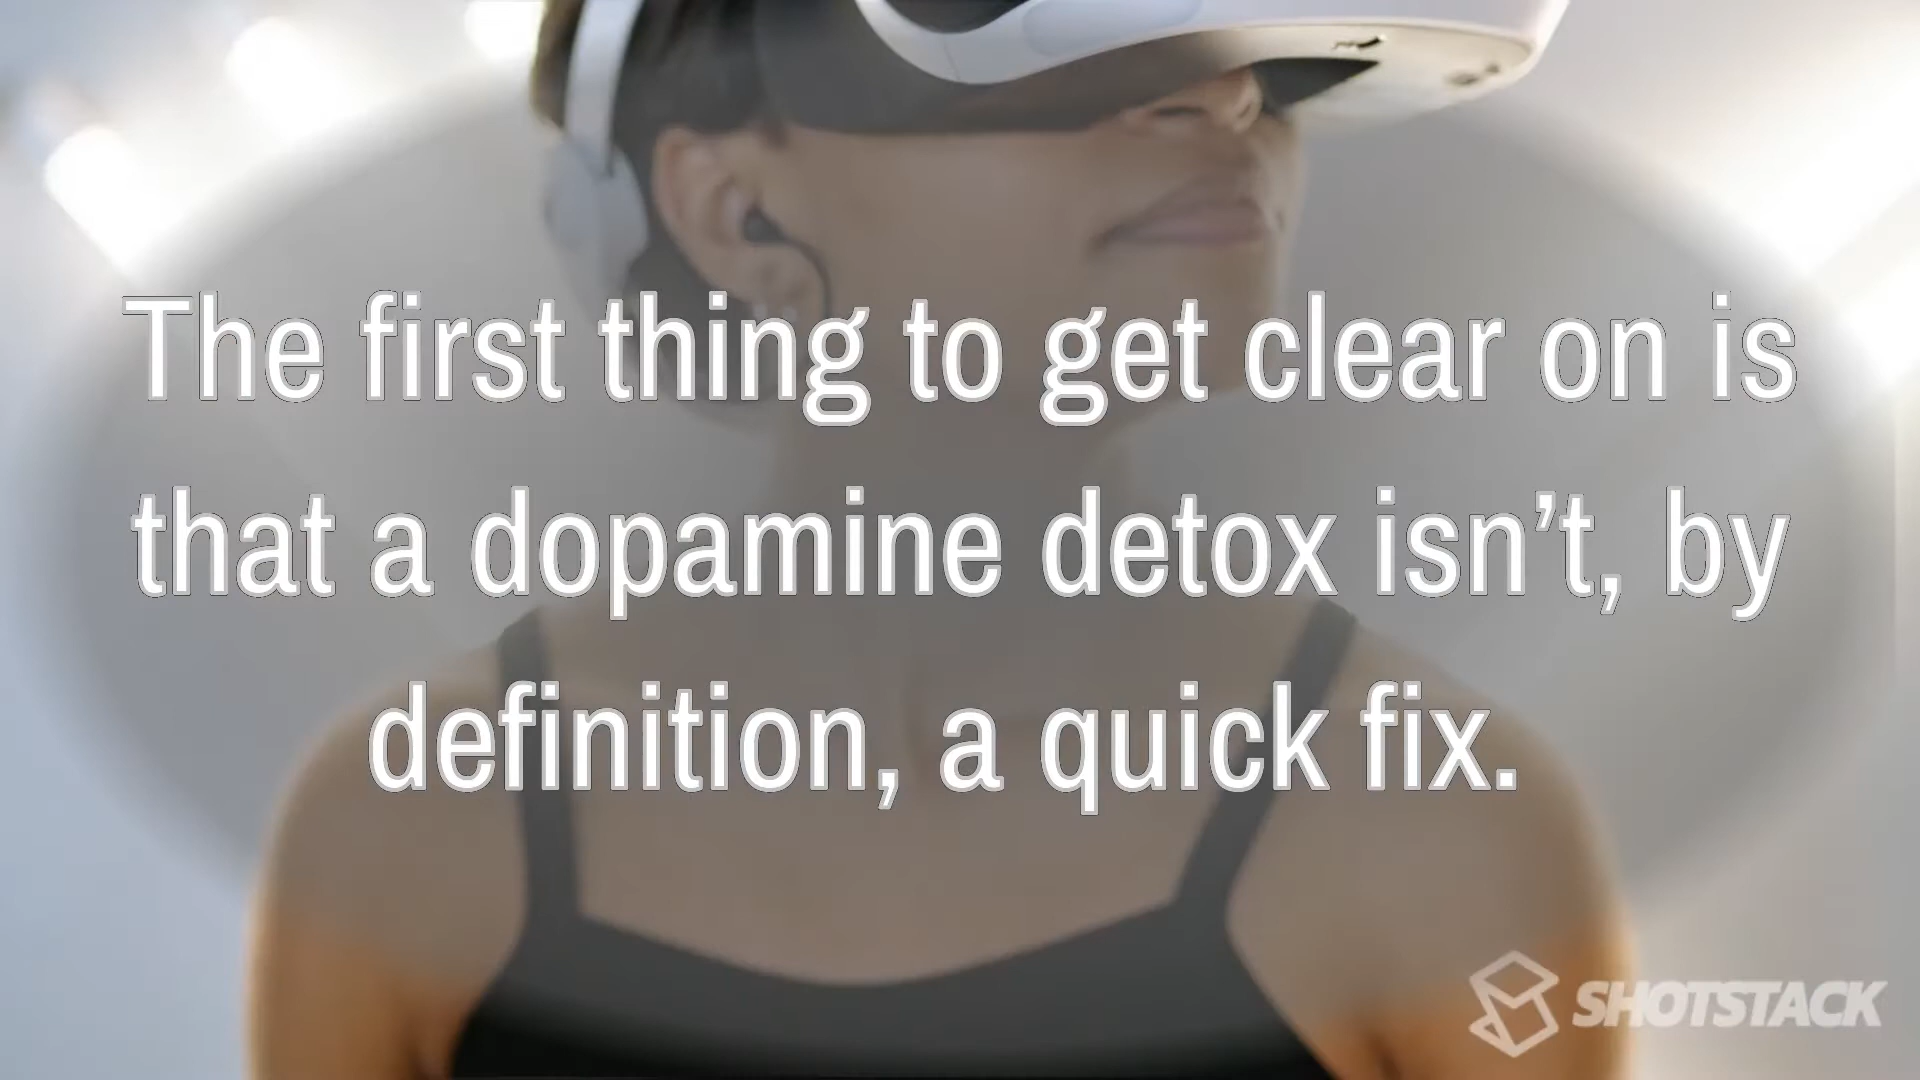 The first thing to get clear on is
that a dopamine detox isn’t, by
definition, a quick fix.
SHOTSTACK